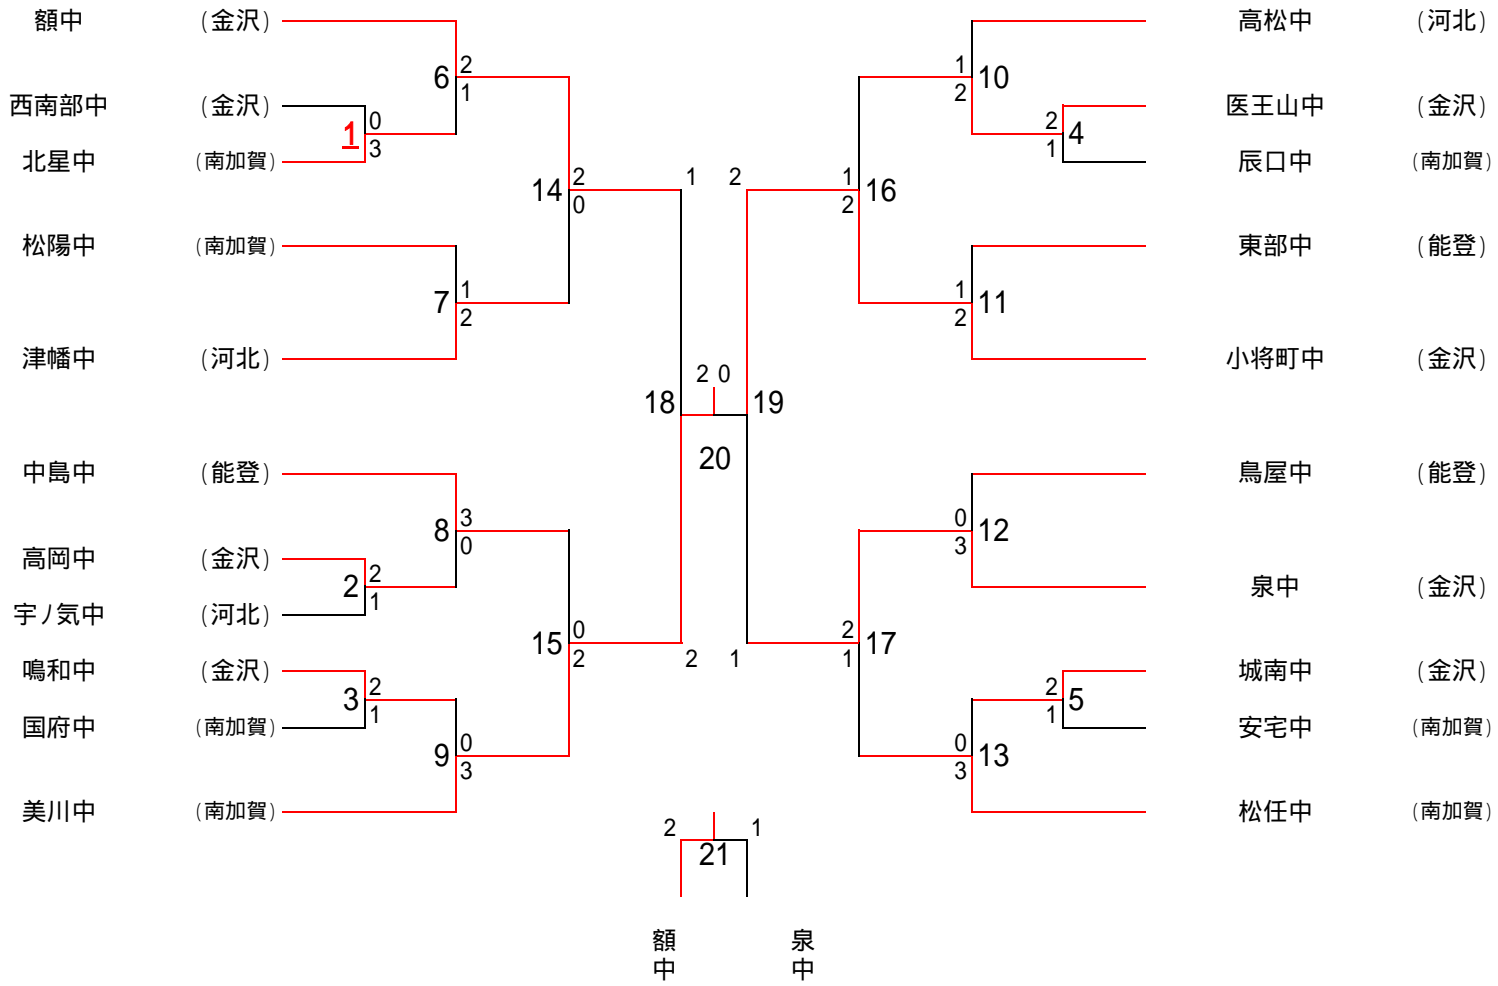 額中 (金沢)
西南部中 (金沢)
北星中 (南加賀)
松陽中 (南加賀)
津幡中 (河北)
中島中 (能登)
高岡中 (金沢)
宇ノ気中 (河北)
鳴和中 (金沢)
国府中 (南加賀)
美川中 (南加賀)
6 2 1
1 0 3
14 2 0
7 1 2
1 2
18 2 0 19
20
8 3 0
2 2 1
15 0 2
2 1
3 2 1
9 0 3
1 2 10
2 1 4
1 2 16
1 2 11
0 3 12
2 1 17
2 1 5
0 3 13
高松中 (河北)
医王山中 (金沢)
辰口中 (南加賀)
東部中 (能登)
小将町中 (金沢)
鳥屋中 (能登)
泉中 (金沢)
城南中 (金沢)
安宅中 (南加賀)
松任中 (南加賀)
2 1
21
額中
泉中